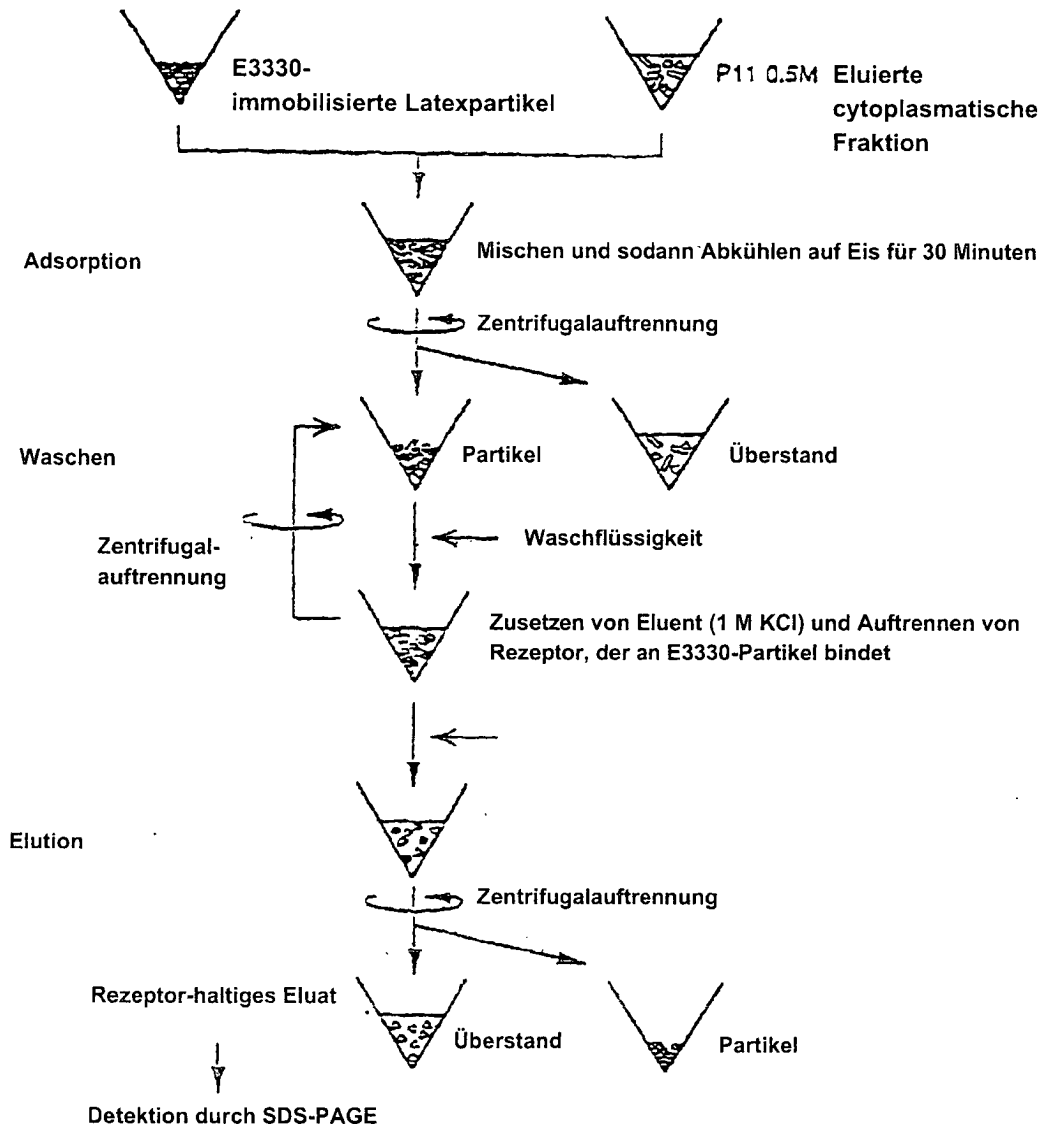 E3330-
immobilisierte Latexpartikel
P11 0.5M Eluierte
cytoplasmatische
Fraktion
Adsorption
Mischen und sodann Abkühlen auf Eis für 30 Minuten
Zentrifugalauftrennung
Waschen
Partikel
Überstand
Zentrifugal-
auftrennung
Waschflüssigkeit
Zusetzen von Eluent (1 M KCl) und Auftrennen von
Rezeptor, der an E3330-Partikel bindet
Elution
Zentrifugalauftrennung
Rezeptor-haltiges Eluat
Überstand
Partikel
Detektion durch SDS-PAGE